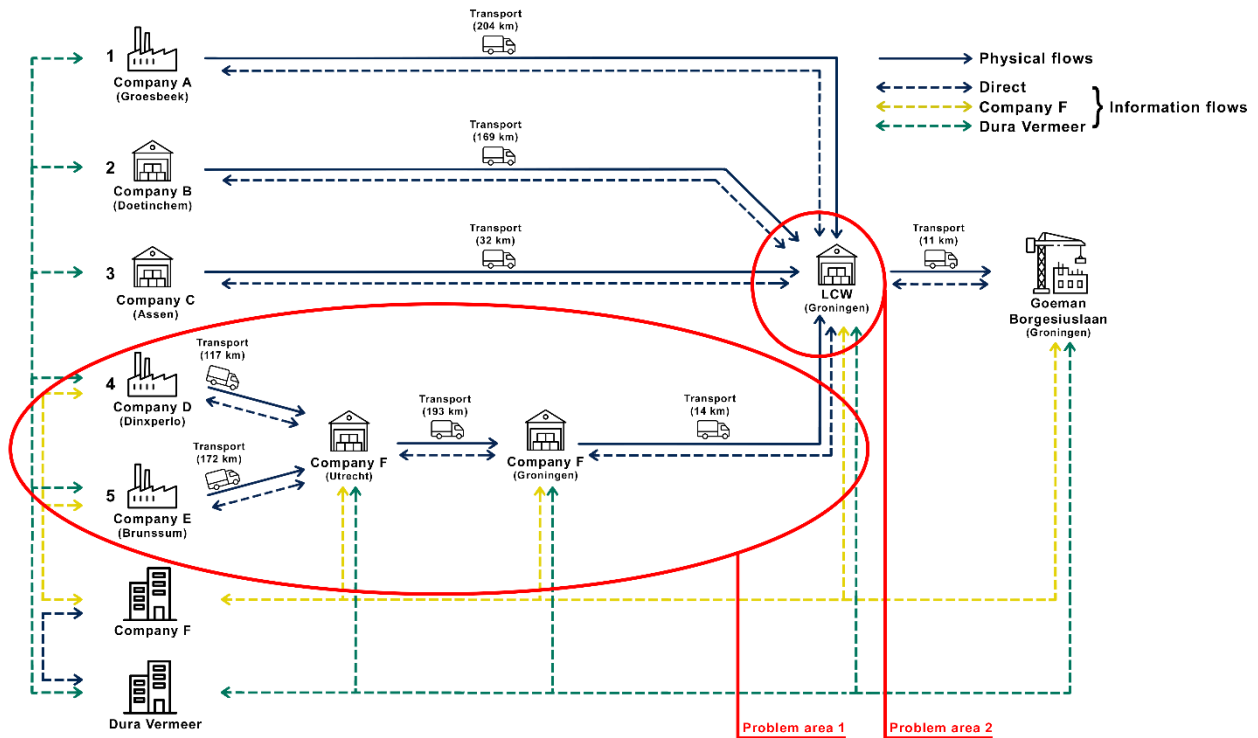 Transport
(204 km)
1
Company A
(Groesbeek)
Physical flows
Direct
Company F
Dura Vermeer
Information flows
Transport
(169 km)
2
Company B
(Doetinchem)
Transport
(32 km)
3
Company C
(Assen)
LCW
(Groningen)
Transport
(11 km)
Goeman
Borgesiuslaan
(Groningen)
Transport
(117 km)
4
Company D
(Dinxperlo)
Transport
(172 km)
5
Company E
(Brunssum)
Company F
(Utrecht)
Transport
(193 km)
Company F
(Groningen)
Transport
(14 km)
Company F
Dura Vermeer
Problem area 1
Problem area 2